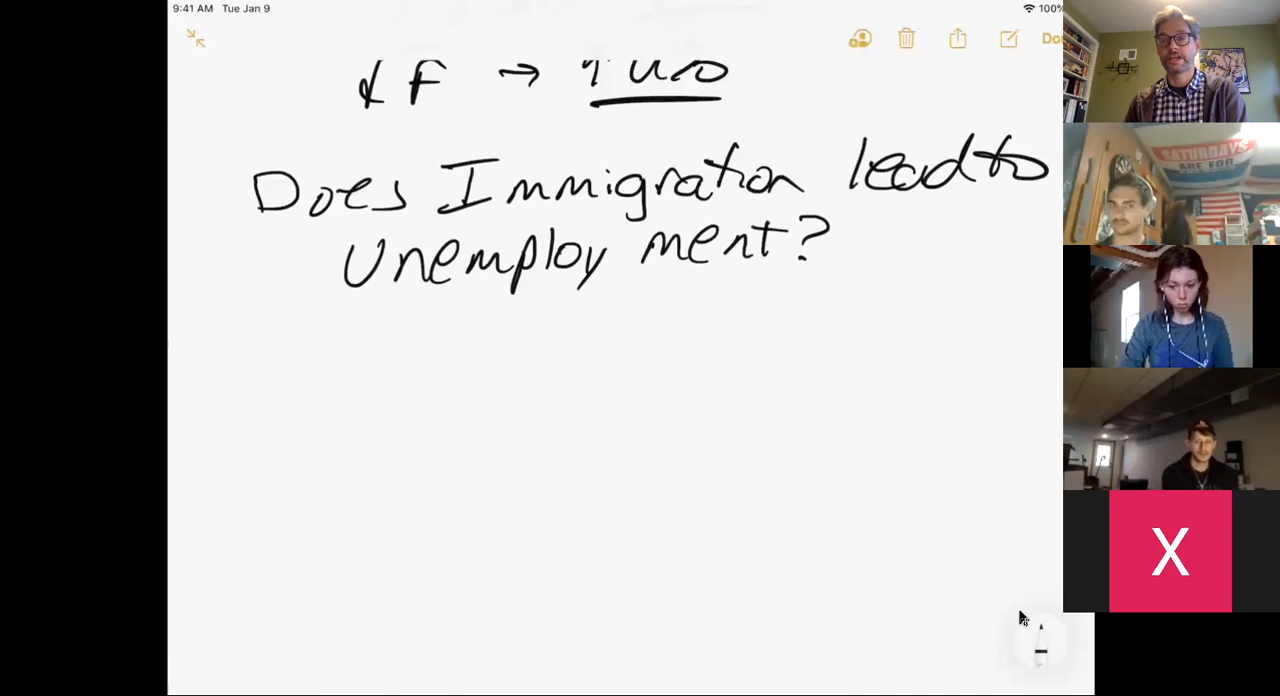 9:41 AM Tue Jan 9
100%
Do
Does Immigration lead to
Unemployment?
SATURDAYS
ARE FOR
X